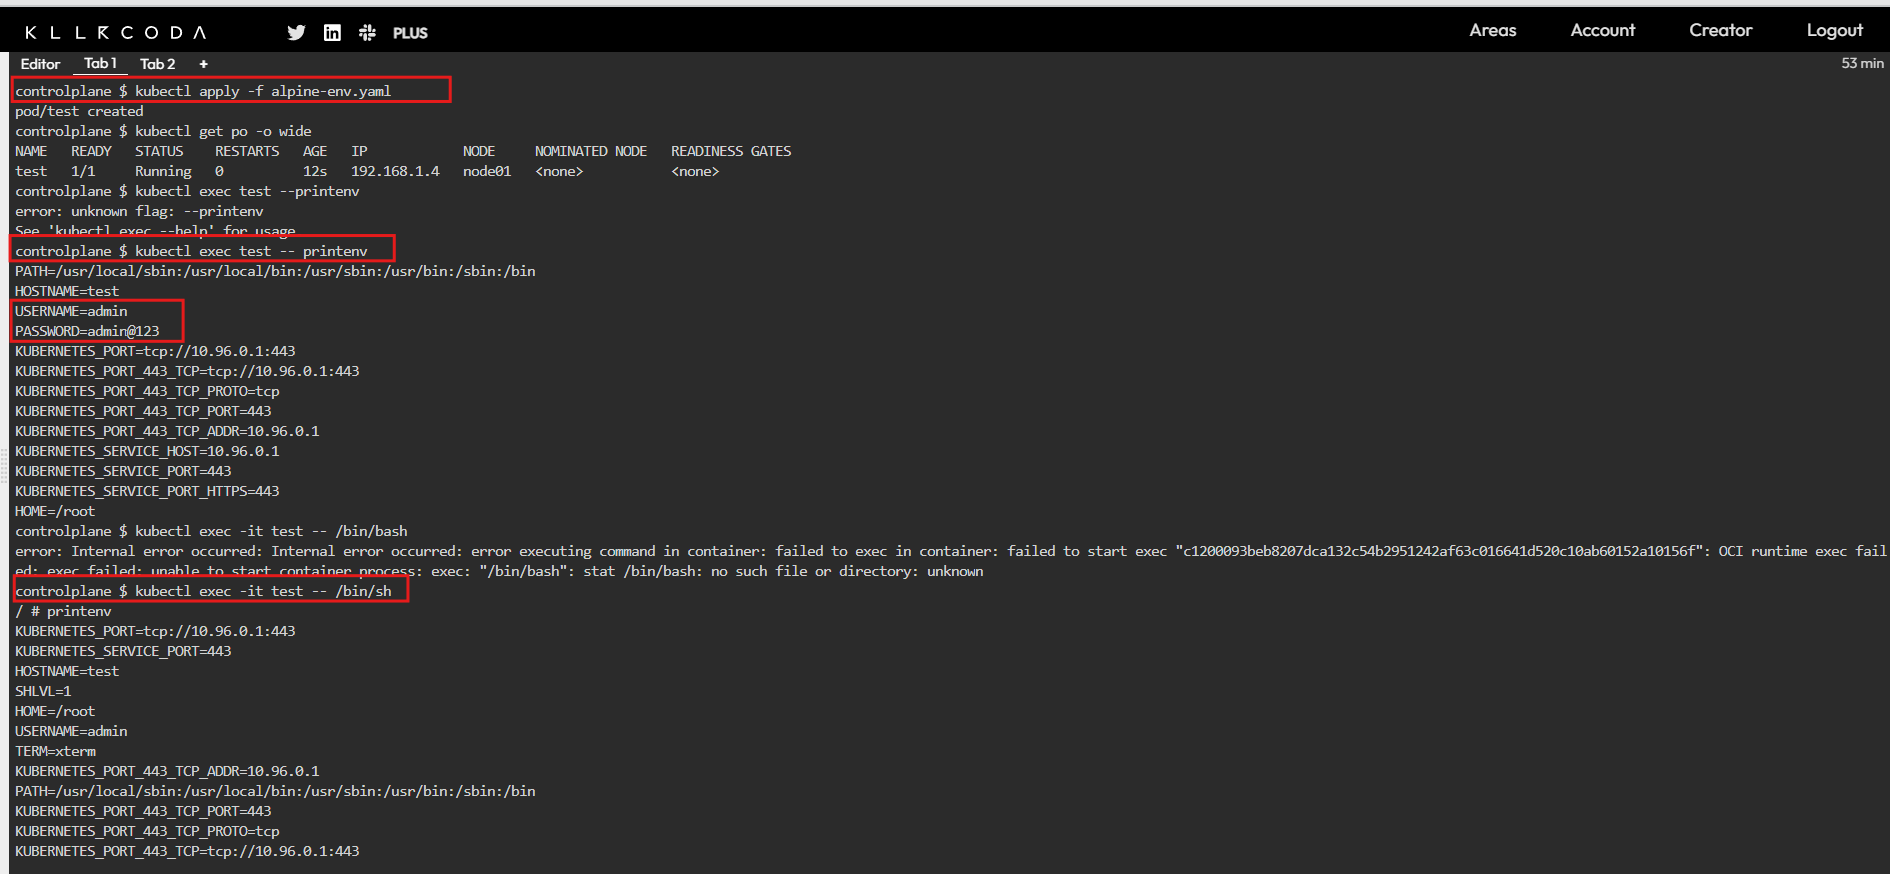 KLLRCODA PLUS Areas Account Creator Logout
Editor Tab 1 Tab 2 + 53 min
controlplane $ kubectl apply -f alpine-env.yaml
pod/test created
controlplane $ kubectl get po -o wide
NAME READY STATUS RESTARTS AGE IP NODE NOMINATED NODE READINESS GATES
test 1/1 Running 0 12s 192.168.1.4 node01 <none> <none>
controlplane $ kubectl exec test --printenv
error: unknown flag: --printenv
See 'kubectl exec --help' for usage
controlplane $ kubectl exec test -- printenv
PATH=/usr/local/sbin:/usr/local/bin:/usr/sbin:/usr/bin:/sbin:/bin
HOSTNAME=test
USERNAME=admin
PASSWORD=admin@123
KUBERNETES_PORT=tcp://10.96.0.1:443
KUBERNETES_PORT_443_TCP=tcp://10.96.0.1:443
KUBERNETES_PORT_443_TCP_PROTO=tcp
KUBERNETES_PORT_443_TCP_PORT=443
KUBERNETES_PORT_443_TCP_ADDR=10.96.0.1
KUBERNETES_SERVICE_HOST=10.96.0.1
KUBERNETES_SERVICE_PORT=443
KUBERNETES_SERVICE_PORT_HTTPS=443
HOME=/root
controlplane $ kubectl exec -it test -- /bin/bash
error: Internal error occurred: Internal error occurred: error executing command in container: failed to exec in container: failed to start exec "c1200093beb8207dca132c54b2951242af63c016641d520c10ab60152a10156f": OCI runtime exec fail
ed: exec failed: unable to start container process: exec: "/bin/bash": stat /bin/bash: no such file or directory: unknown
controlplane $ kubectl exec -it test -- /bin/sh
/ # printenv
KUBERNETES_PORT=tcp://10.96.0.1:443
KUBERNETES_SERVICE_PORT=443
HOSTNAME=test
SHLVL=1
HOME=/root
USERNAME=admin
TERM=xterm
KUBERNETES_PORT_443_TCP_ADDR=10.96.0.1
PATH=/usr/local/sbin:/usr/local/bin:/usr/sbin:/usr/bin:/sbin:/bin
KUBERNETES_PORT_443_TCP_PORT=443
KUBERNETES_PORT_443_TCP_PROTO=tcp
KUBERNETES_PORT_443_TCP=tcp://10.96.0.1:443